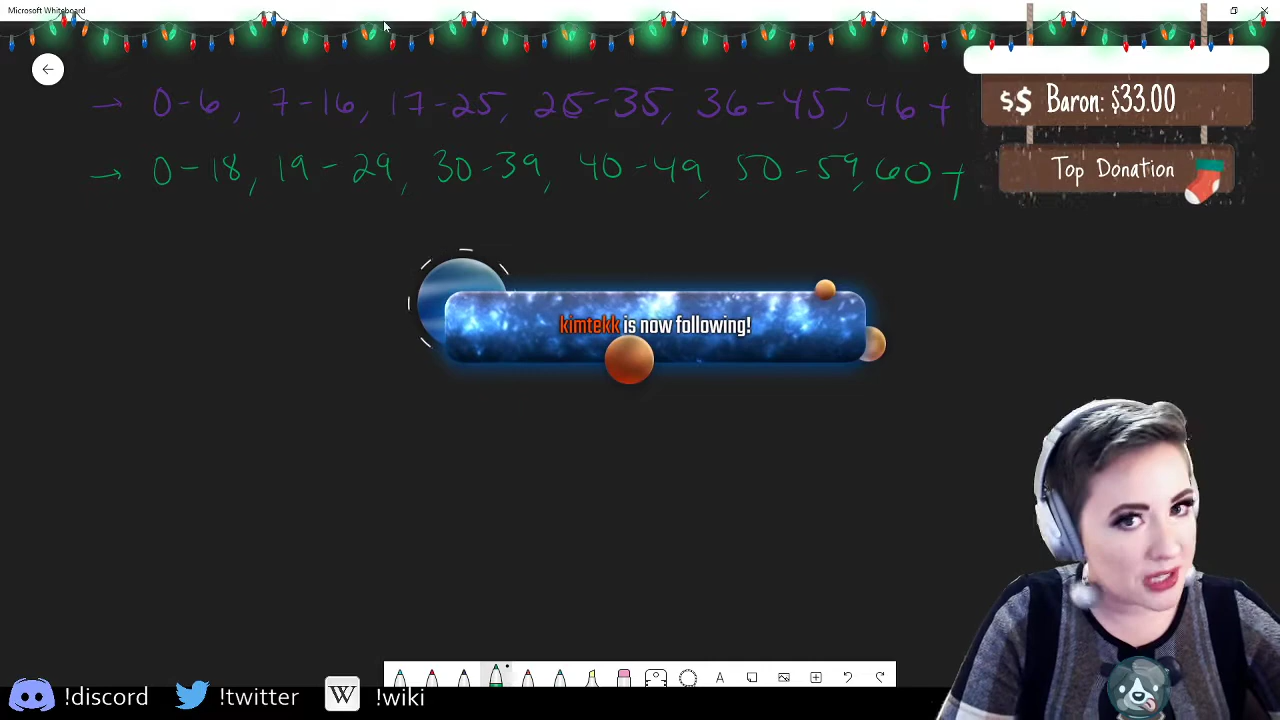 Microsoft Whiteboard
→ 0-6, 7-16, 17-25, 25-35, 36-45, 46+
$$ Baron: $33.00
→ 0-18, 19-29, 30-39, 40-49, 50-59, 60+
Top Donation
kimtekk is now following!
A
!discord !twitter W !wiki